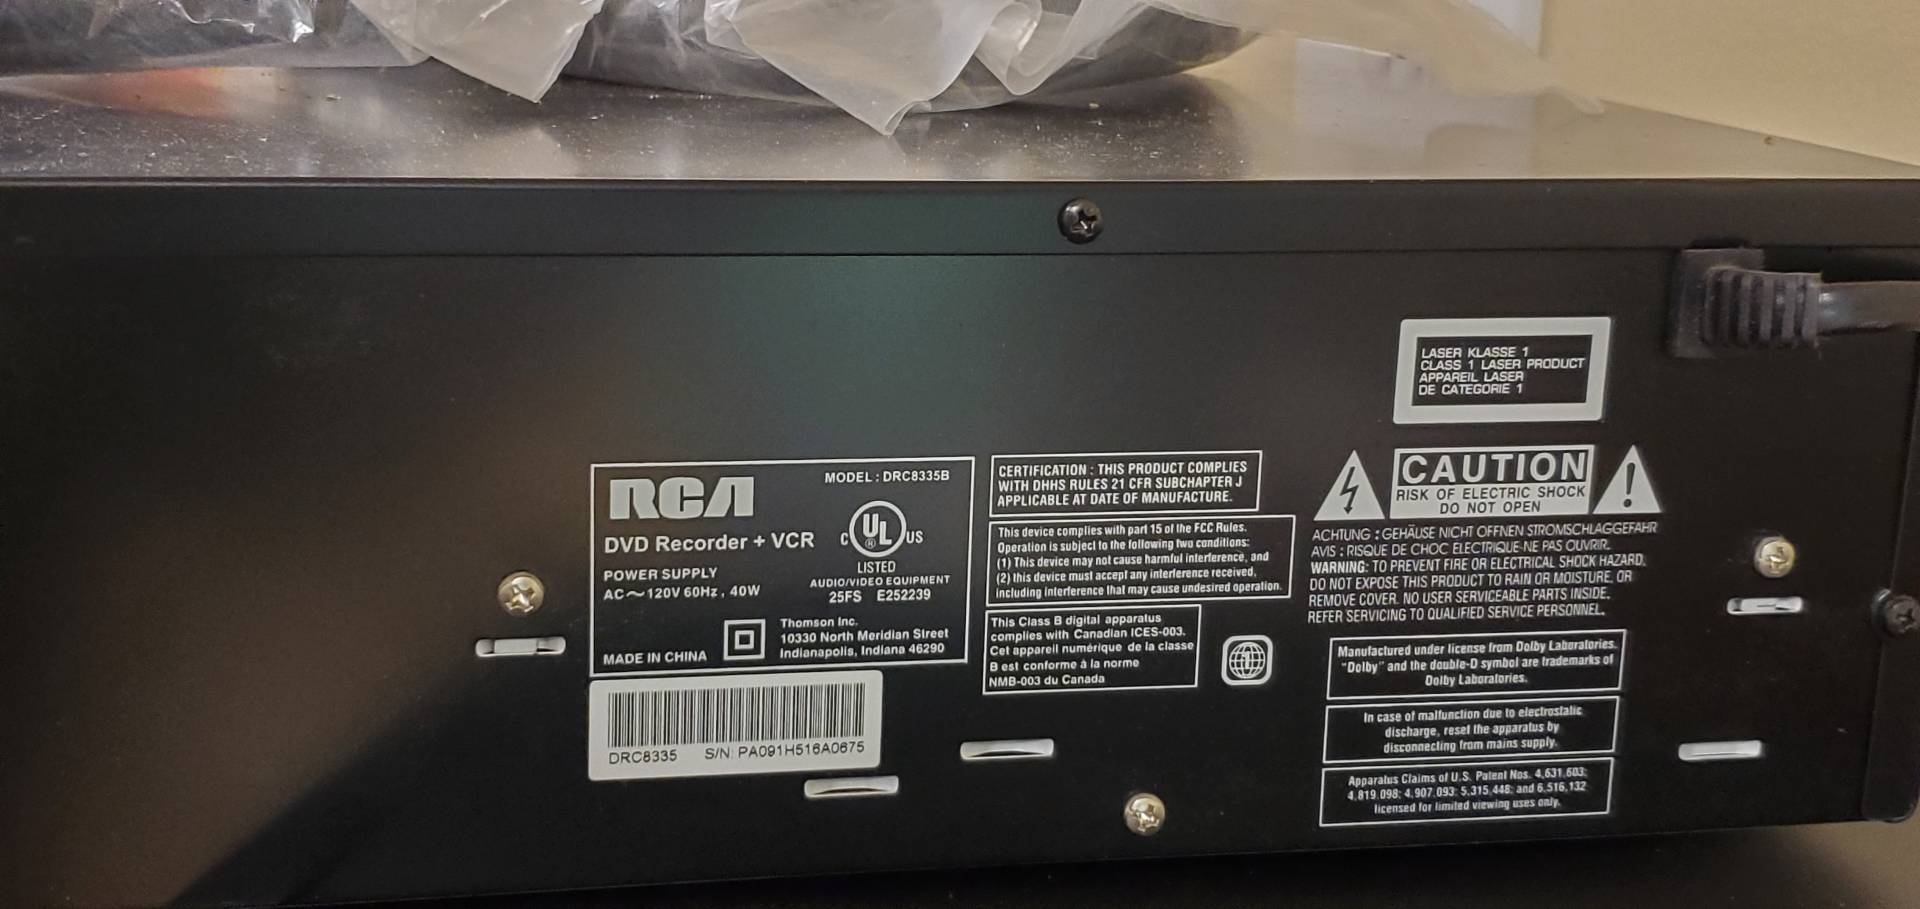 RCA
MODEL : DRC8335B
DVD Recorder + VCR
C UL US
®
LISTED
AUDIO/VIDEO EQUIPMENT
25FS E252239
POWER SUPPLY
AC～120V 60Hz , 40W
MADE IN CHINA
Thomson Inc.
10330 North Meridian Street
Indianapolis, Indiana 46290
DRC8335 S/N: PA091H516A0675
CERTIFICATION : THIS PRODUCT COMPLIES
WITH DHHS RULES 21 CFR SUBCHAPTER J
APPLICABLE AT DATE OF MANUFACTURE.
This device complies with part 15 of the FCC Rules.
Operation is subject to the following two conditions:
(1) This device may not cause harmful interference, and
(2) this device must accept any interference received,
including interference that may cause undesired operation.
This Class B digital apparatus
complies with Canadian ICES-003.
Cet appareil numérique de la classe
B est conforme à la norme
NMB-003 du Canada
1
LASER KLASSE 1
CLASS 1 LASER PRODUCT
APPAREIL LASER
DE CATEGORIE 1
CAUTION
RISK OF ELECTRIC SHOCK
DO NOT OPEN
!
ACHTUNG : GEHÄUSE NICHT OFFNEN STROMSCHLAGGEFAHR
AVIS : RISQUE DE CHOC ELECTRIQUE-NE PAS OUVRIR.
WARNING: TO PREVENT FIRE OR ELECTRICAL SHOCK HAZARD,
DO NOT EXPOSE THIS PRODUCT TO RAIN OR MOISTURE, OR
REMOVE COVER. NO USER SERVICEABLE PARTS INSIDE.
REFER SERVICING TO QUALIFIED SERVICE PERSONNEL.
Manufactured under license from Dolby Laboratories.
"Dolby" and the double-D symbol are trademarks of
Dolby Laboratories.
In case of malfunction due to electrostatic
discharge, reset the apparatus by
disconnecting from mains supply.
Apparatus Claims of U.S. Patent Nos. 4,631,603;
4,819,098; 4,907,093; 5,315,448; and 6,516,132
licensed for limited viewing uses only.